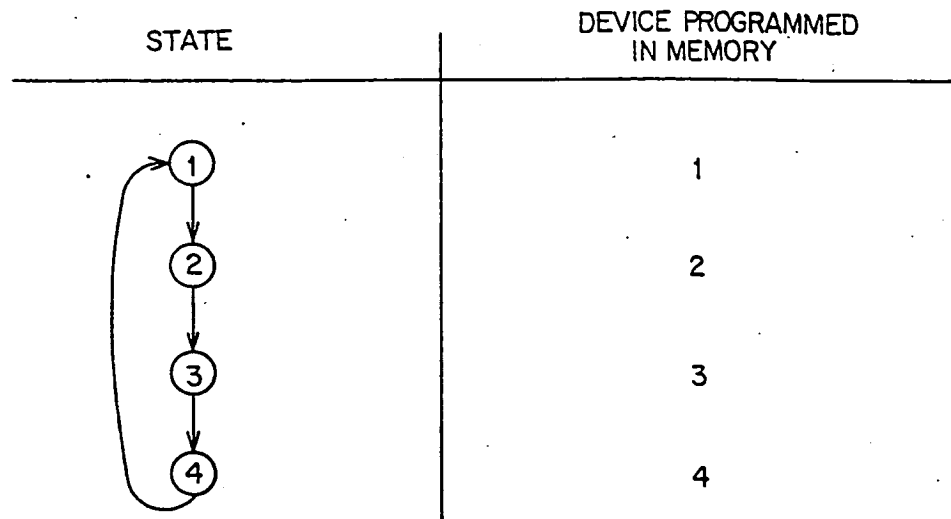 STATE
DEVICE PROGRAMMED
IN MEMORY
1 1
2 2
3 3
4 4